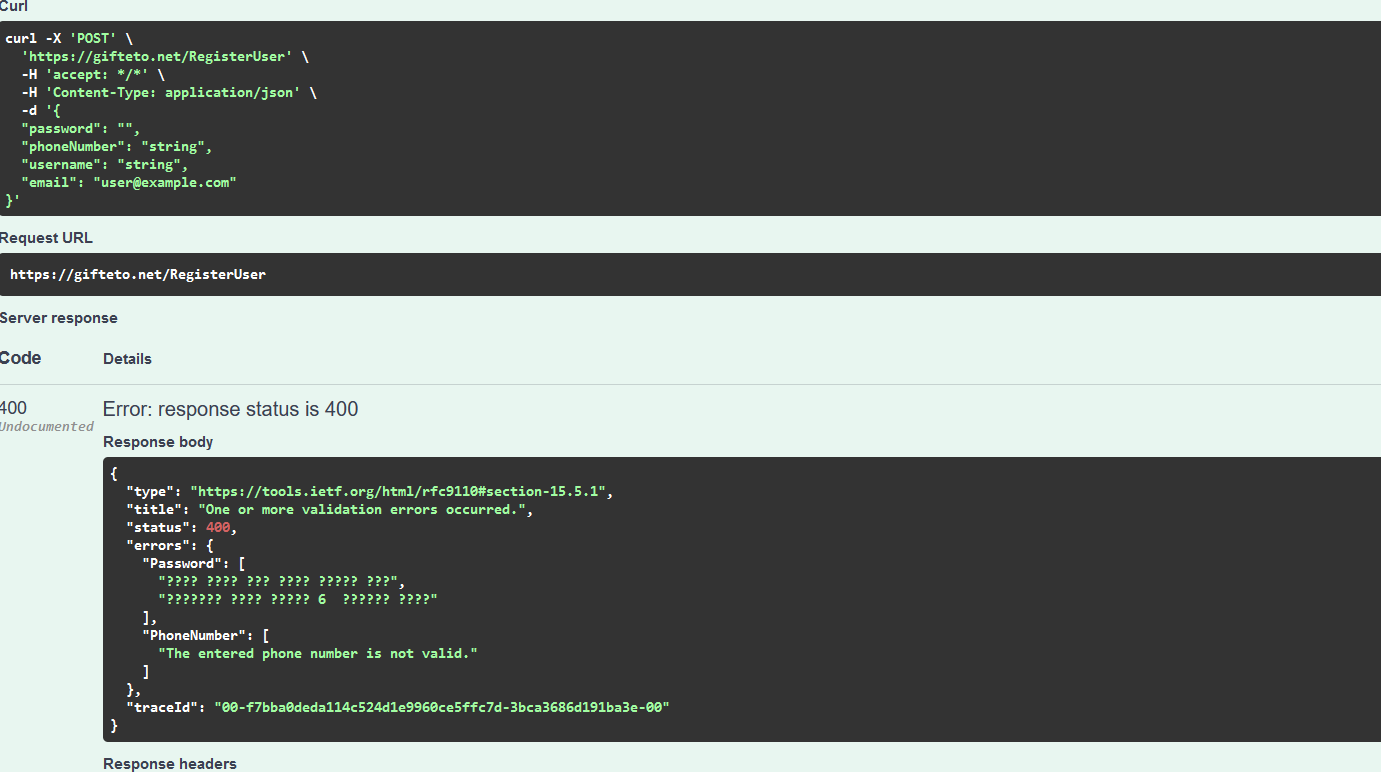 Curl
curl -X 'POST' \
'https://gifteto.net/RegisterUser' \
-H 'accept: */*' \
-H 'Content-Type: application/json' \
-d '{
"password": "",
"phoneNumber": "string",
"username": "string",
"email": "user@example.com"
}'
Request URL
https://gifteto.net/RegisterUser
Server response
Code Details
400 Error: response status is 400
Undocumented
Response body
{
"type": "https://tools.ietf.org/html/rfc9110#section-15.5.1",
"title": "One or more validation errors occurred.",
"status": 400,
"errors": {
"Password": [
"???? ???? ??? ???? ????? ???",
"??????? ???? ????? 6  ?????? ????"
],
"PhoneNumber": [
"The entered phone number is not valid."
]
},
"traceId": "00-f7bba0deda114c524d1e9960ce5ffc7d-3bca3686d191ba3e-00"
}
Response headers